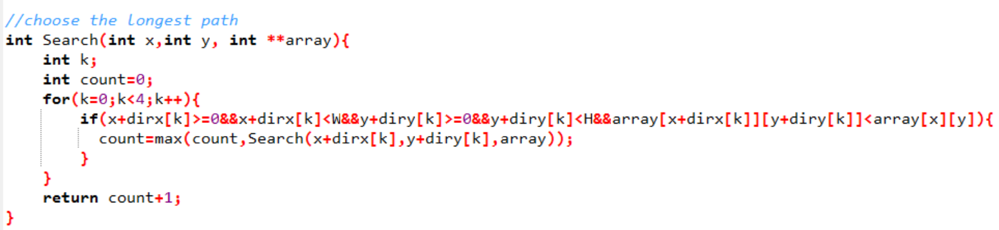 //choose the longest path
int Search(int x,int y, int **array){
    int k;
    int count=0;
    for(k=0;k<4;k++){
        if(x+dirx[k]>=0&&x+dirx[k]<W&&y+diry[k]>=0&&y+diry[k]<H&&array[x+dirx[k]][y+diry[k]]<array[x][y]){
          count=max(count,Search(x+dirx[k],y+diry[k],array));
        }
    }
    return count+1;
}